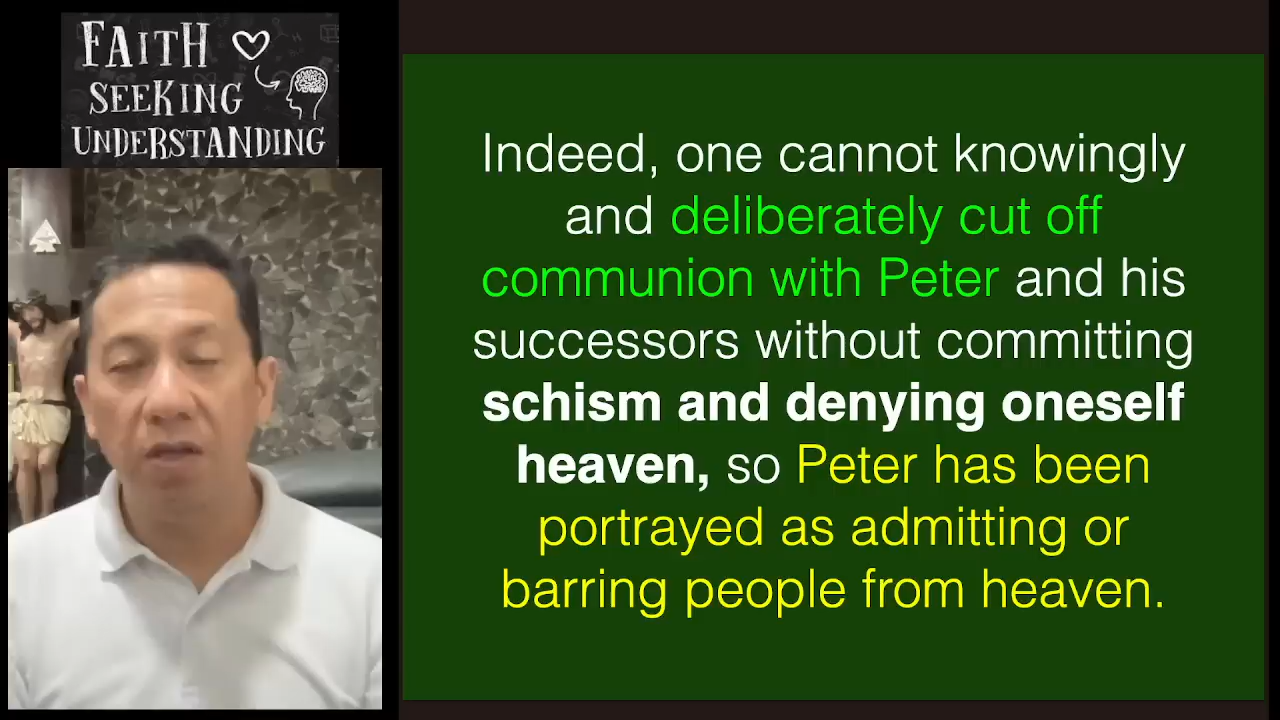 FAITH
SEEKING
UNDERSTANDING
Indeed, one cannot knowingly
and deliberately cut off
communion with Peter and his
successors without committing
schism and denying oneself
heaven, so Peter has been
portrayed as admitting or
barring people from heaven.